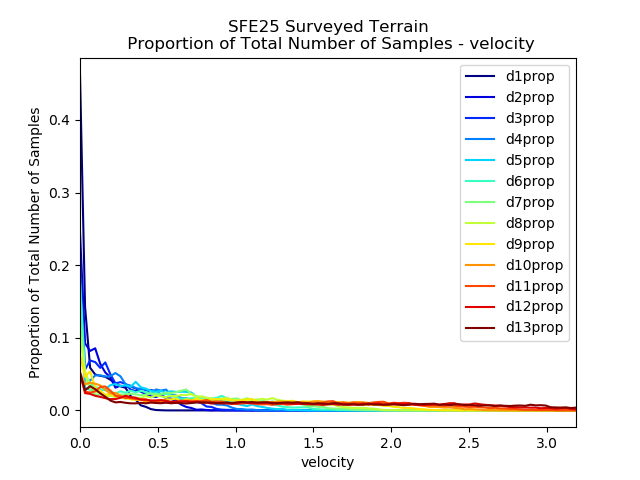 SFE25 Surveyed Terrain
Proportion of Total Number of Samples - velocity
Proportion of Total Number of Samples
0.4
0.3
0.2
0.1
0.0
0.0 0.5 1.0 1.5 2.0 2.5 3.0
velocity
d1prop
d2prop
d3prop
d4prop
d5prop
d6prop
d7prop
d8prop
d9prop
d10prop
d11prop
d12prop
d13prop